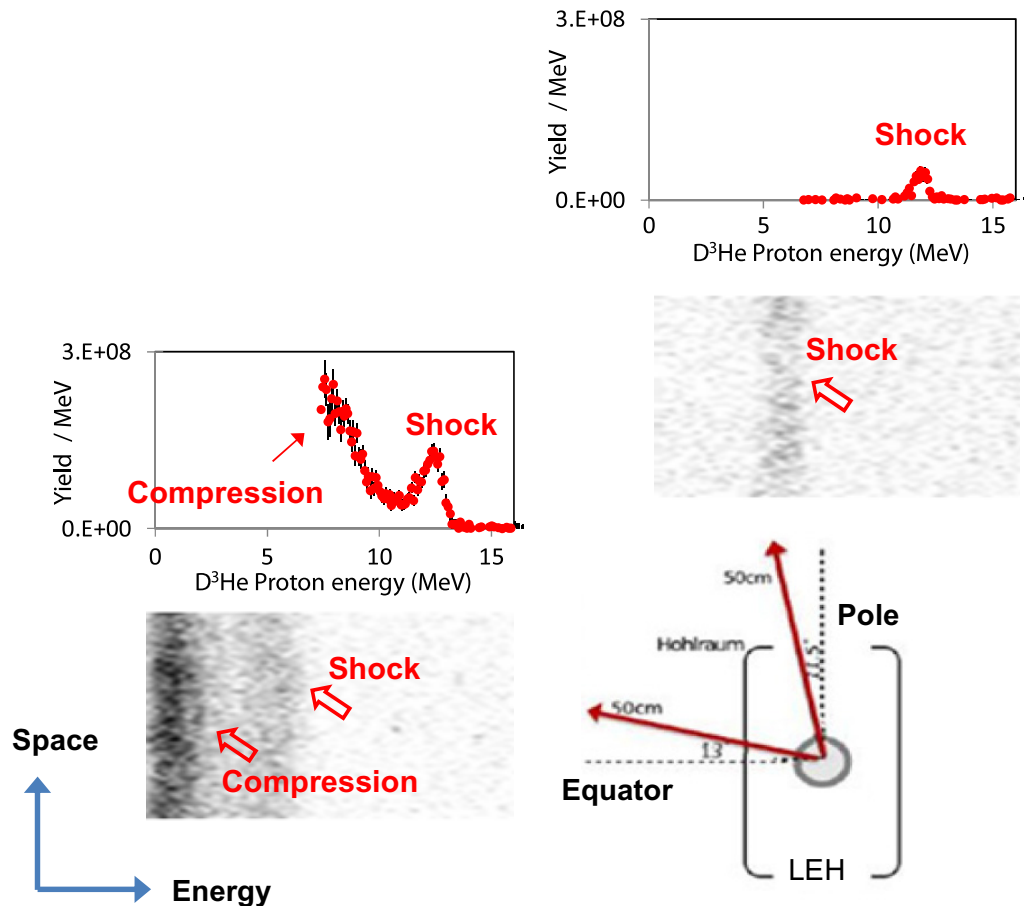 3.E+08
Yield / MeV
Shock
0.E+00
0 5 10 15
D³He Proton energy (MeV)
Shock
3.E+08
Yield / MeV
Shock
Compression
0.E+00
0 5 10 15
D³He Proton energy (MeV)
Shock
Compression
Space
Energy
50cm
Pole
Hohlraum
11.5°
50cm
13°
Equator
LEH